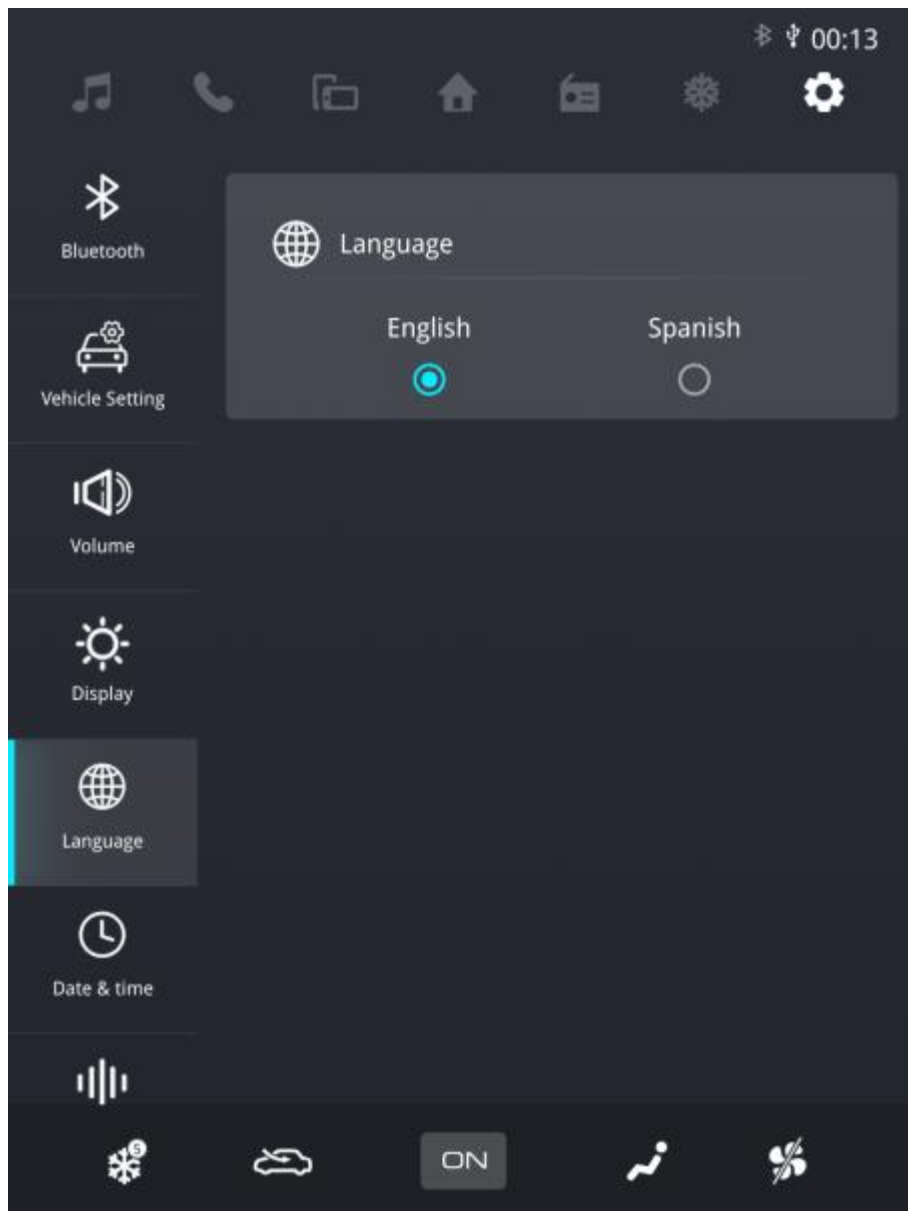 00:13
Bluetooth
Language
English Spanish
Vehicle Setting
Volume
Display
Language
Date & time
S
ON